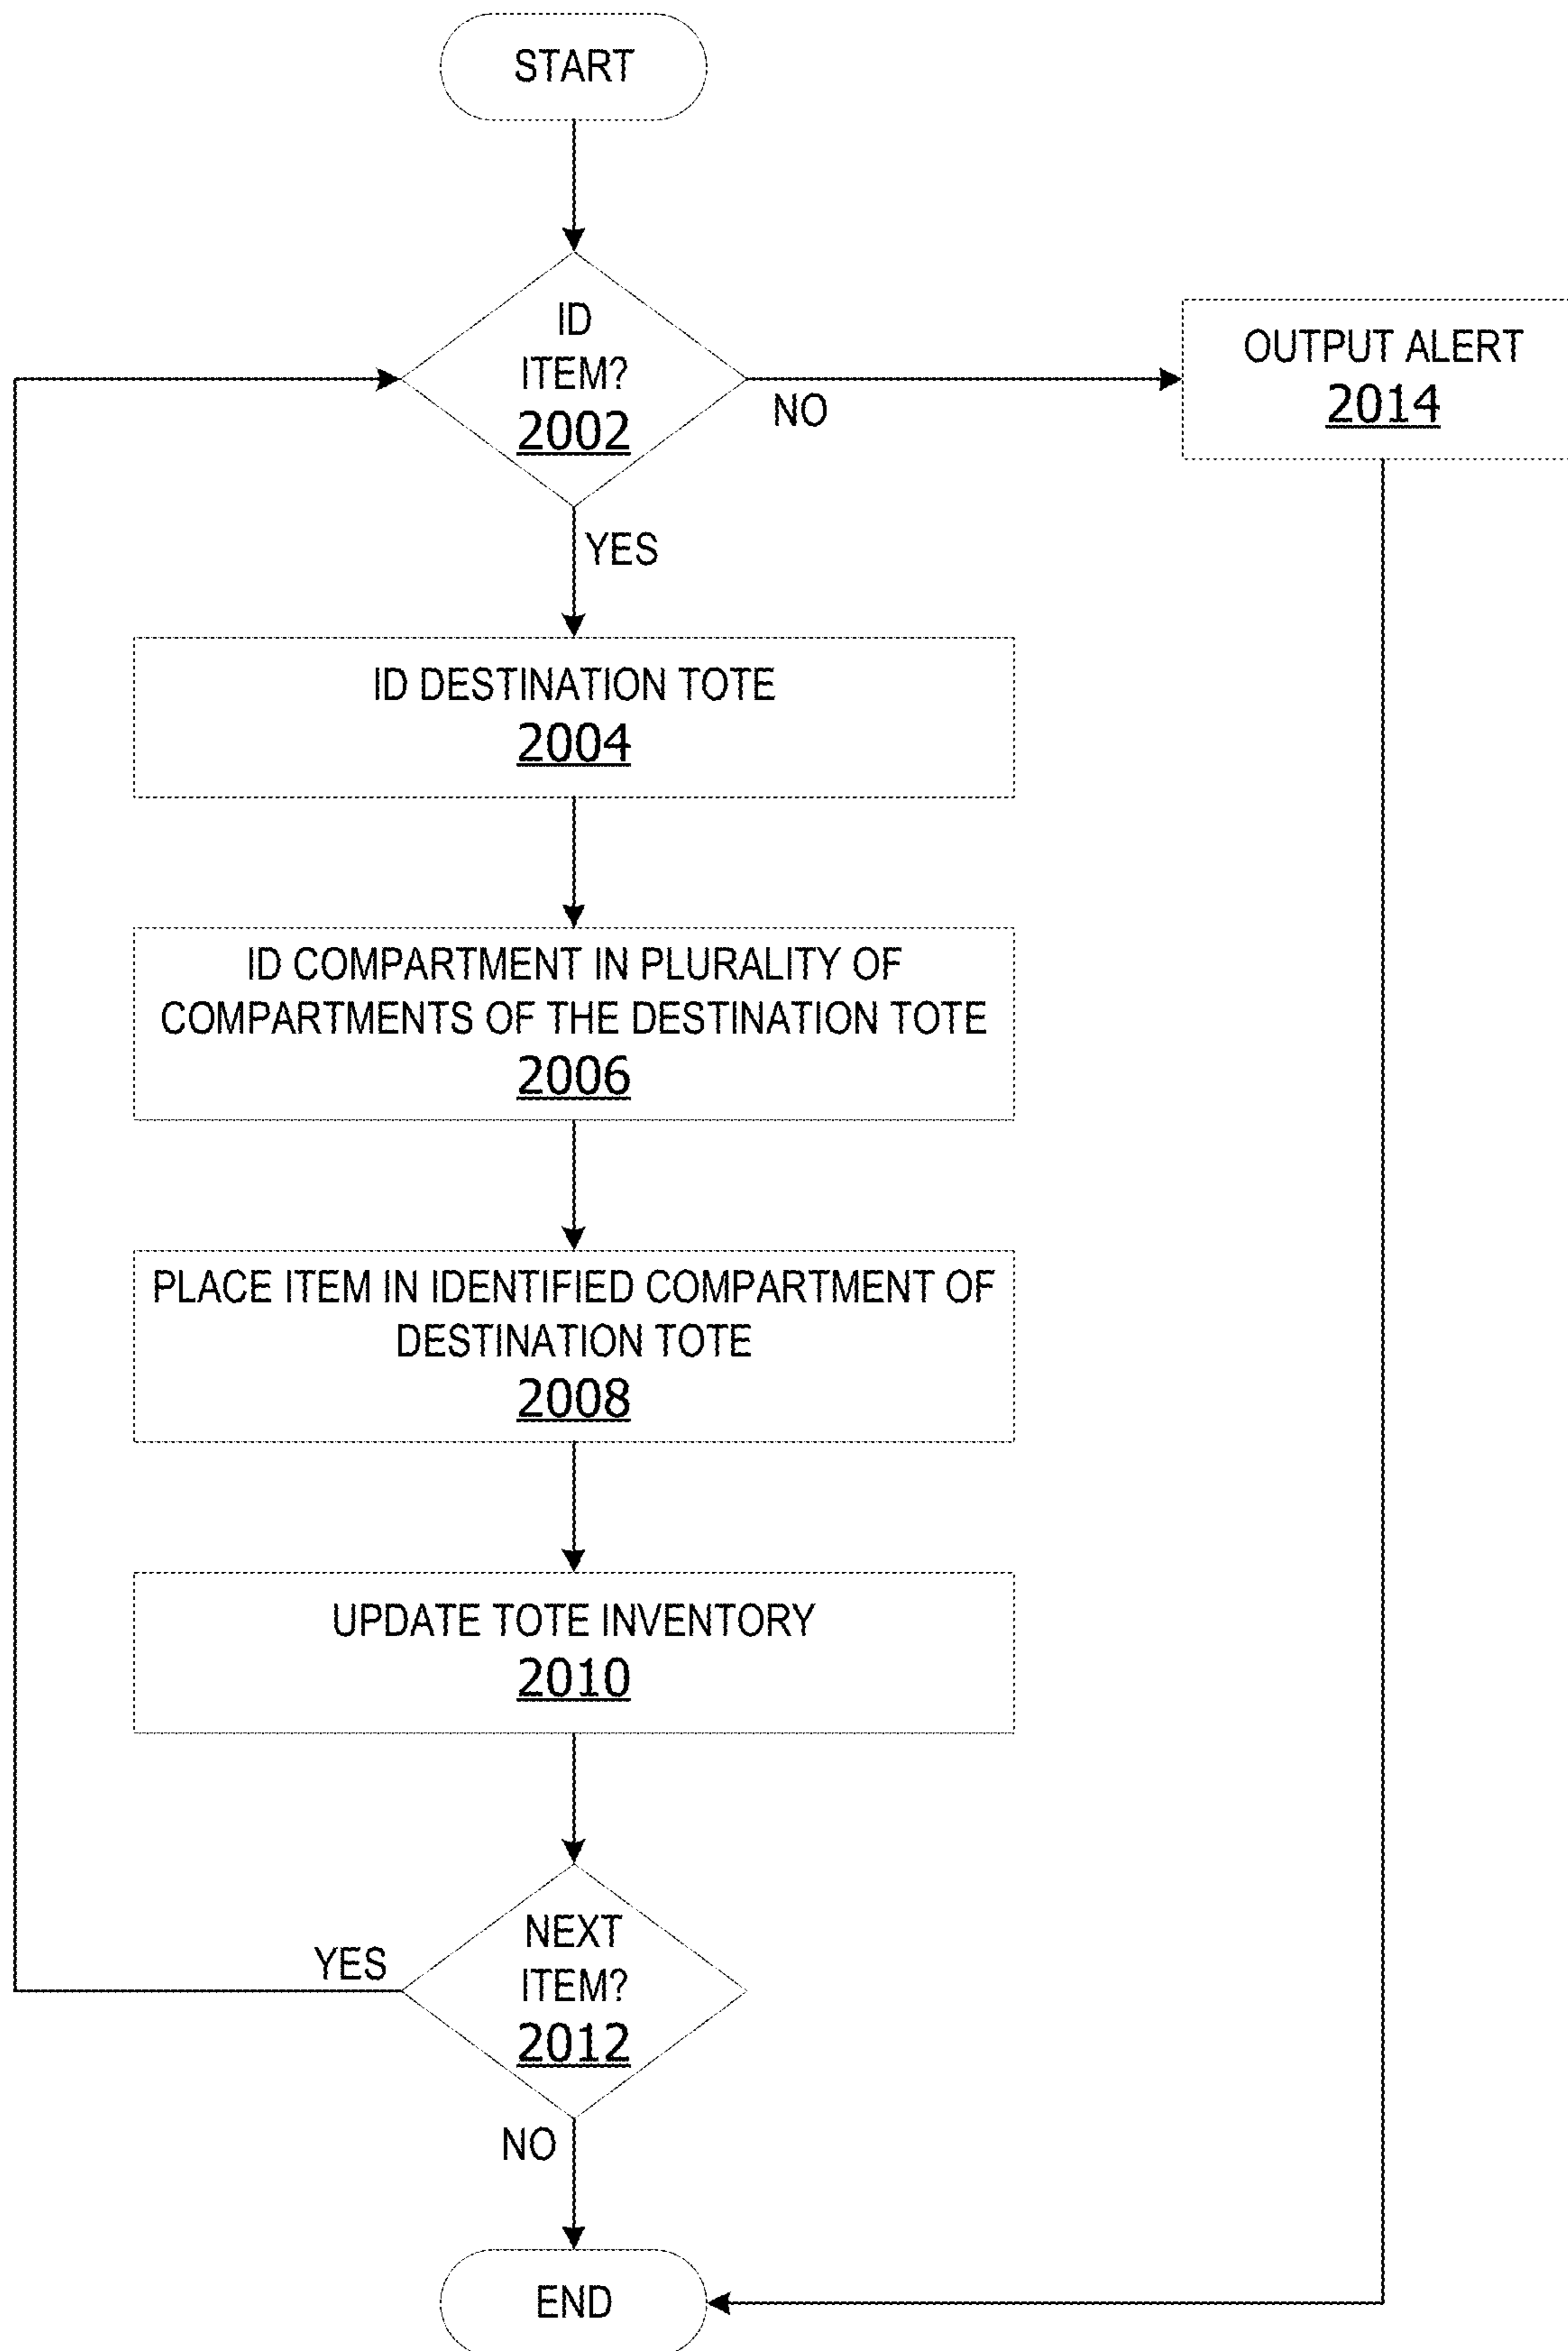 START
ID
ITEM?
2002
NO
OUTPUT ALERT
2014
YES
ID DESTINATION TOTE
2004
ID COMPARTMENT IN PLURALITY OF
COMPARTMENTS OF THE DESTINATION TOTE
2006
PLACE ITEM IN IDENTIFIED COMPARTMENT OF
DESTINATION TOTE
2008
UPDATE TOTE INVENTORY
2010
NEXT
ITEM?
2012
YES
NO
END